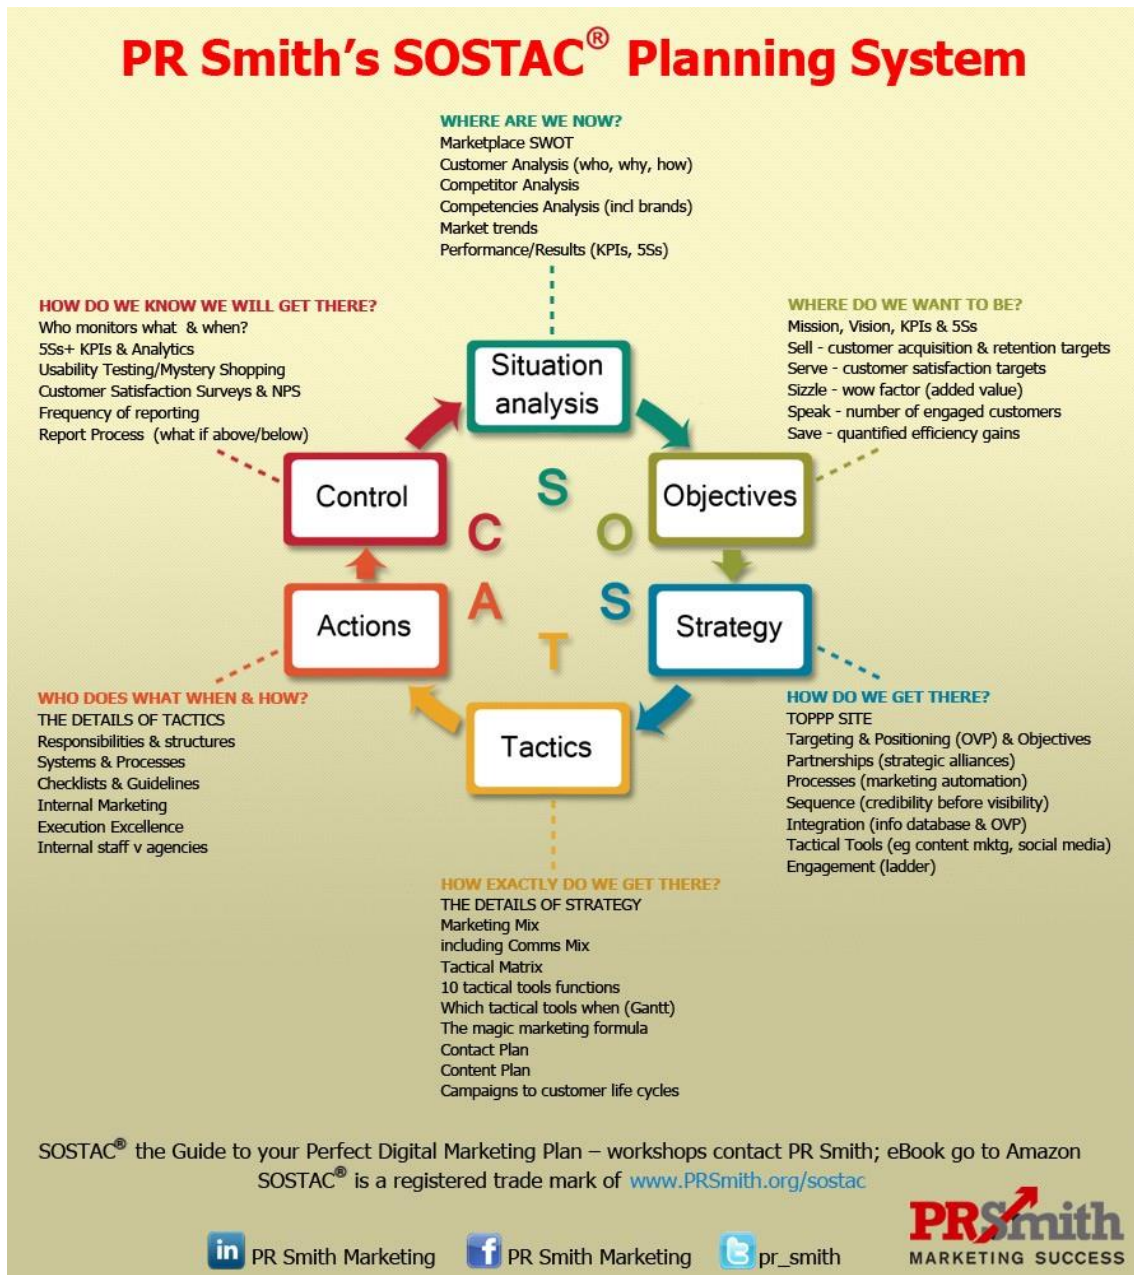 PR Smith's SOSTAC® Planning System
WHERE ARE WE NOW?
Marketplace SWOT
Customer Analysis (who, why, how)
Competitor Analysis
Competencies Analysis (incl brands)
Market trends
Performance/Results (KPIs, 5Ss)
HOW DO WE KNOW WE WILL GET THERE?
Who monitors what & when?
5Ss+ KPIs & Analytics
Usability Testing/Mystery Shopping
Customer Satisfaction Surveys & NPS
Frequency of reporting
Report Process (what if above/below)
WHERE DO WE WANT TO BE?
Mission, Vision, KPIs & 5Ss
Sell - customer acquisition & retention targets
Serve - customer satisfaction targets
Sizzle - wow factor (added value)
Speak - number of engaged customers
Save - quantified efficiency gains
Situation
analysis
Control
Objectives
S
C
O
A
S
T
Actions
Strategy
Tactics
WHO DOES WHAT WHEN & HOW?
THE DETAILS OF TACTICS
Responsibilities & structures
Systems & Processes
Checklists & Guidelines
Internal Marketing
Execution Excellence
Internal staff v agencies
HOW DO WE GET THERE?
TOPPP SITE
Targeting & Positioning (OVP) & Objectives
Partnerships (strategic alliances)
Processes (marketing automation)
Sequence (credibility before visibility)
Integration (info database & OVP)
Tactical Tools (eg content mktg, social media)
Engagement (ladder)
HOW EXACTLY DO WE GET THERE?
THE DETAILS OF STRATEGY
Marketing Mix
including Comms Mix
Tactical Matrix
10 tactical tools functions
Which tactical tools when (Gantt)
The magic marketing formula
Contact Plan
Content Plan
Campaigns to customer life cycles
SOSTAC® the Guide to your Perfect Digital Marketing Plan – workshops contact PR Smith; eBook go to Amazon
SOSTAC® is a registered trade mark of www.PRSmith.org/sostac
in PR Smith Marketing
f PR Smith Marketing
t pr_smith
PRSmith
MARKETING SUCCESS